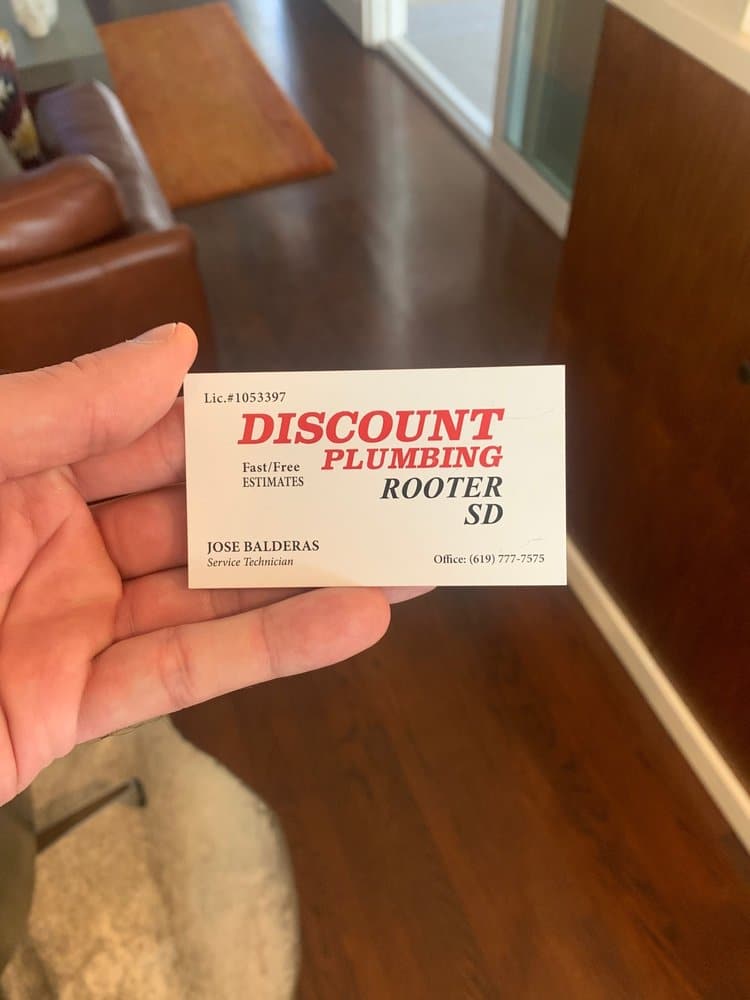 Lic.#1053397
DISCOUNT
PLUMBING
Fast/Free
ESTIMATES
ROOTER
SD
JOSE BALDERAS
Service Technician
Office: (619) 777-7575